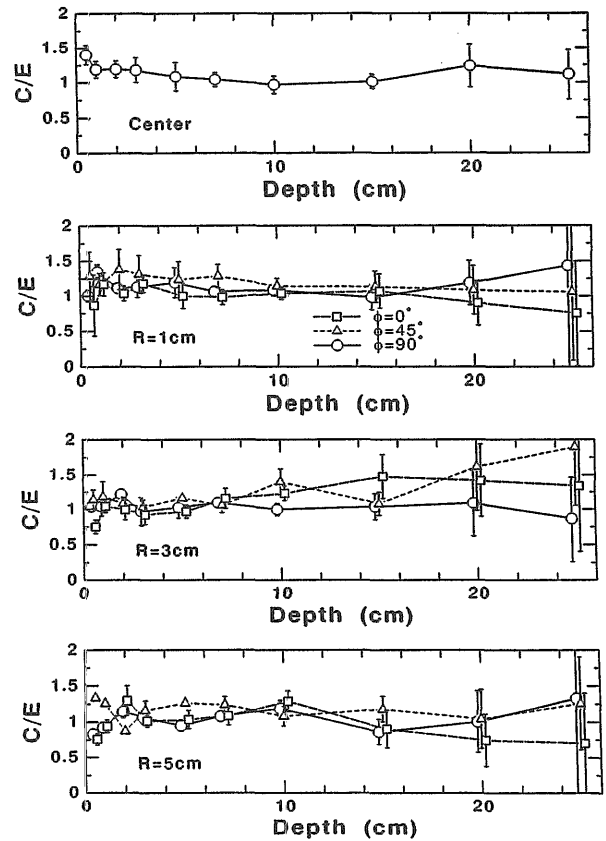 2
1.5
1
0.5
0
C/E
Center
0 10 20
Depth (cm)
2
1.5
1
0.5
0
C/E
R=1cm
ϕ=0°
ϕ=45°
ϕ=90°
0 10 20
Depth (cm)
2
1.5
1
0.5
0
C/E
R=3cm
0 10 20
Depth (cm)
2
1.5
1
0.5
0
C/E
R=5cm
0 10 20
Depth (cm)